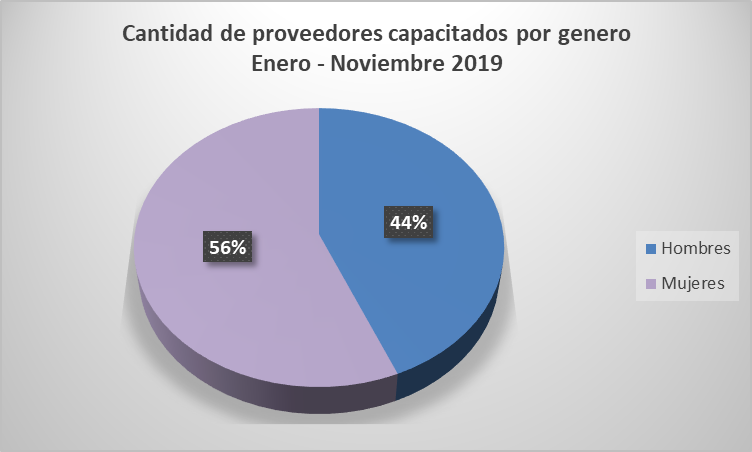 Cantidad de proveedores capacitados por genero
Enero - Noviembre 2019
44%
56%
Hombres
Mujeres